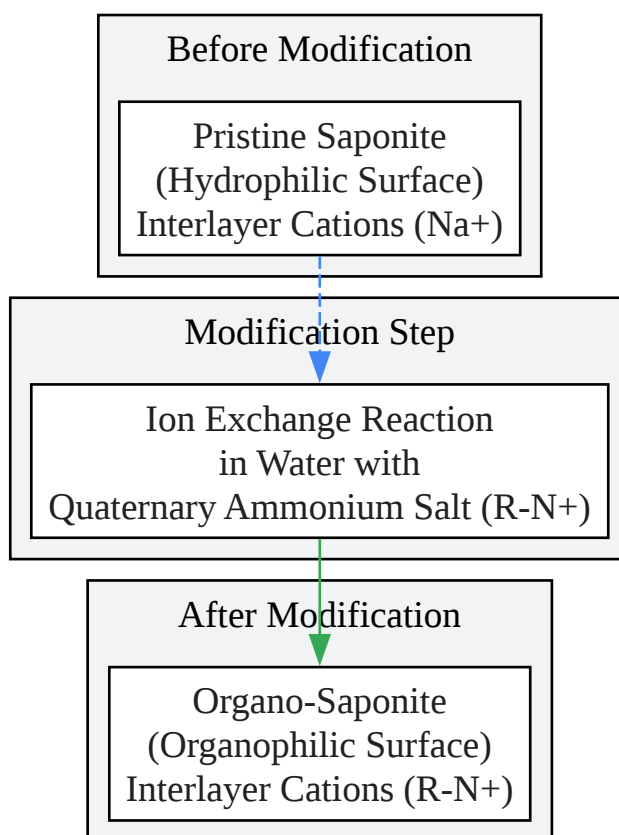 Before Modification
Pristine Saponite
(Hydrophilic Surface)
Interlayer Cations (Na+)
Modification Step
Ion Exchange Reaction
in Water with
Quaternary Ammonium Salt (R-N+)
After Modification
Organo-Saponite
(Organophilic Surface)
Interlayer Cations (R-N+)